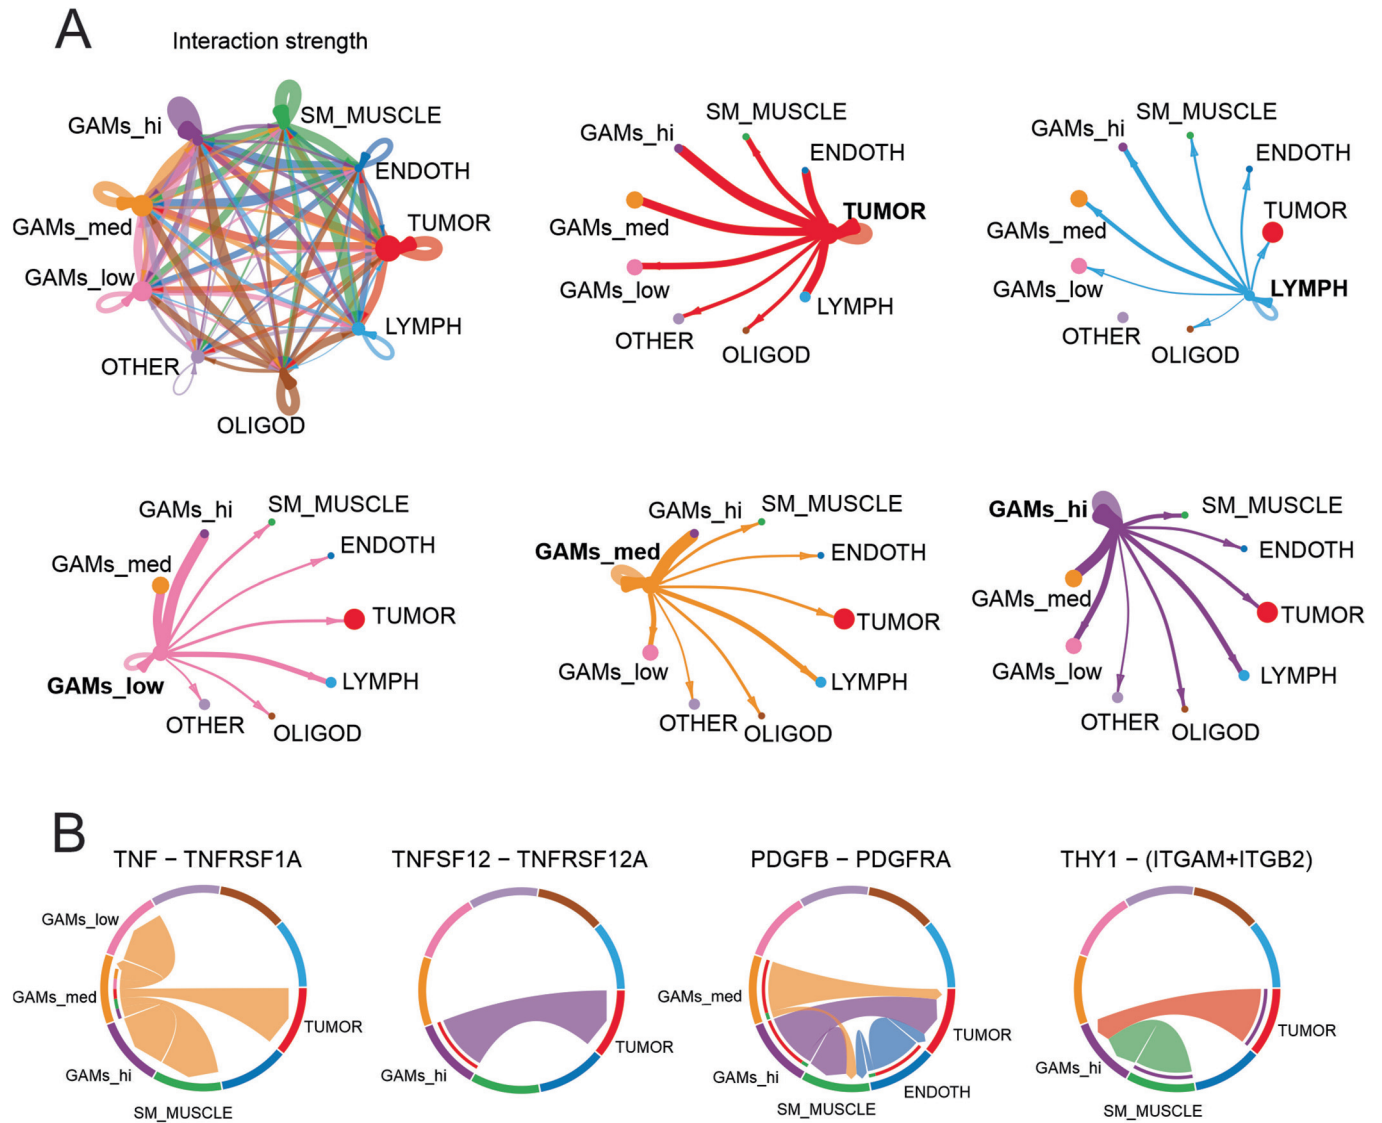 A
Interaction strength
GAMs_hi
SM_MUSCLE
ENDOTH
TUMOR
GAMs_med
GAMs_low
LYMPH
OTHER
OLIGOD
GAMs_hi
SM_MUSCLE
ENDOTH
TUMOR
GAMs_med
GAMs_low
LYMPH
OTHER
OLIGOD
GAMs_hi
SM_MUSCLE
ENDOTH
TUMOR
GAMs_med
GAMs_low
LYMPH
OTHER
OLIGOD
GAMs_hi
SM_MUSCLE
ENDOTH
GAMs_med
TUMOR
GAMs_low
LYMPH
OTHER
OLIGOD
GAMs_hi
SM_MUSCLE
GAMs_med
ENDOTH
TUMOR
GAMs_low
LYMPH
OTHER
OLIGOD
GAMs_hi
SM_MUSCLE
ENDOTH
GAMs_med
TUMOR
GAMs_low
LYMPH
OTHER
OLIGOD
B
TNF – TNFRSF1A
GAMs_low
GAMs_med
TUMOR
GAMs_hi
SM_MUSCLE
TNFSF12 – TNFRSF12A
TUMOR
GAMs_hi
PDGFB – PDGFRA
GAMs_med
TUMOR
GAMs_hi
ENDOTH
SM_MUSCLE
THY1 – (ITGAM+ITGB2)
TUMOR
GAMs_hi
SM_MUSCLE